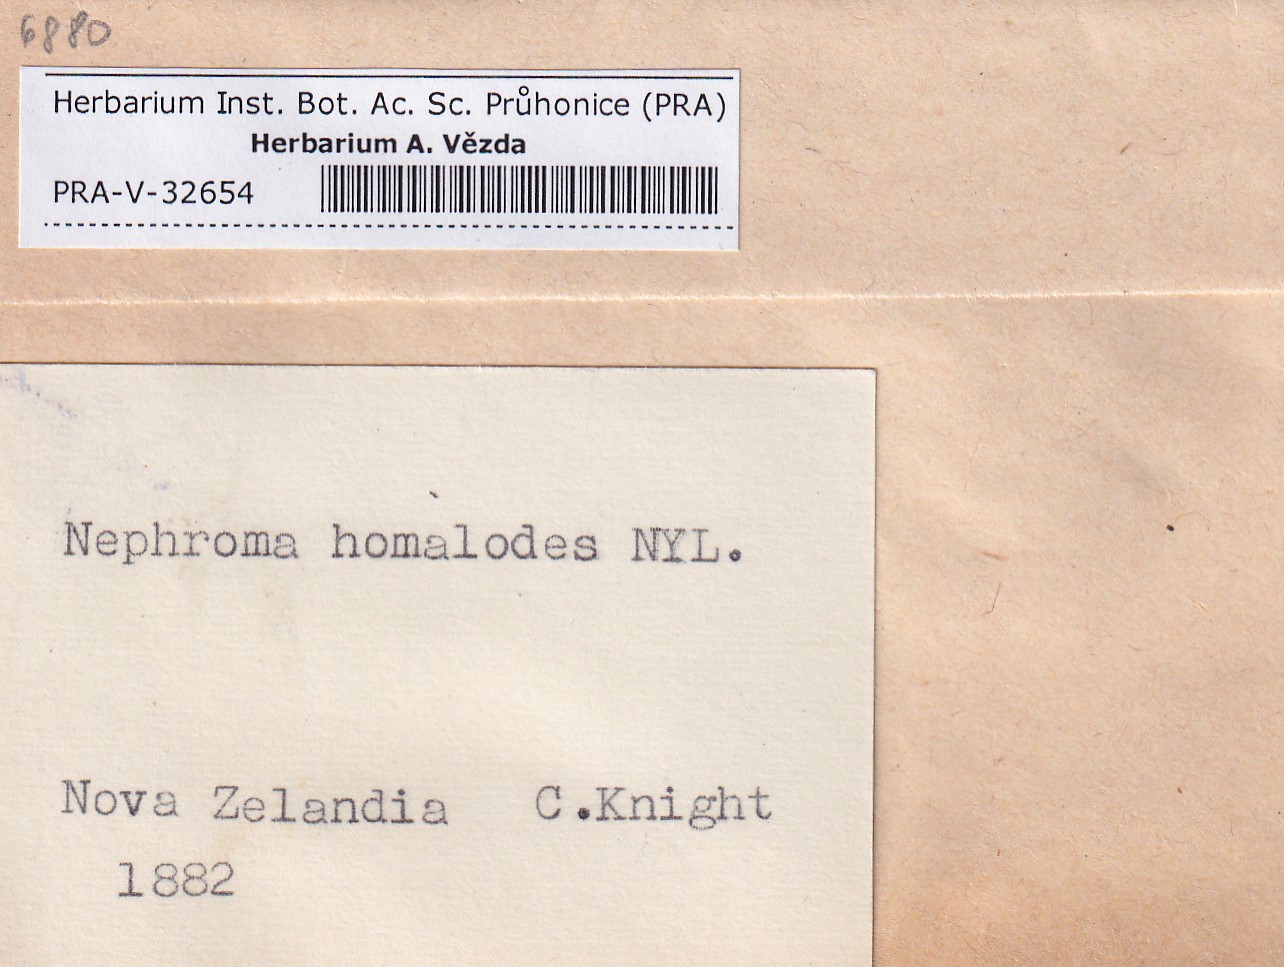 6880
Herbarium Inst. Bot. Ac. Sc. Průhonice (PRA)
Herbarium A. Vězda
PRA-V-32654
Nephroma homalodes NYL.
Nova Zelandia C.Knight
1882